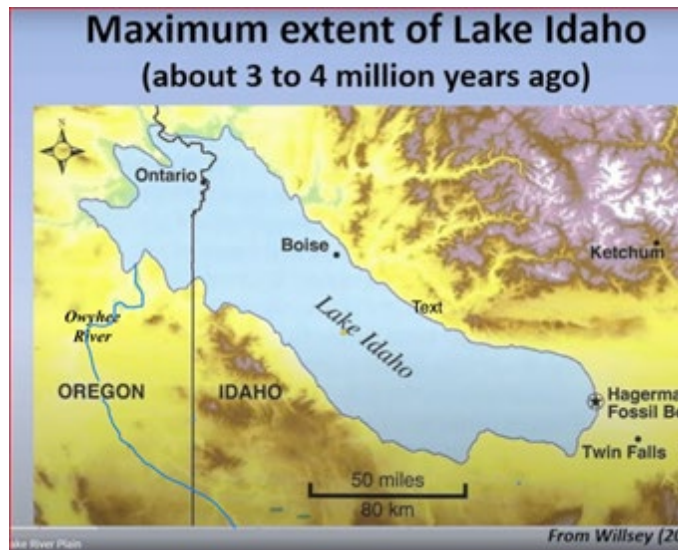 Maximum extent of Lake Idaho
(about 3 to 4 million years ago)
N
Ontario
Boise
Ketchum
Text
Lake Idaho
Owyhee
River
OREGON
IDAHO
Hagerma
Fossil Be
Twin Falls
50 miles
80 km
ake River Plain
From Willsey (20